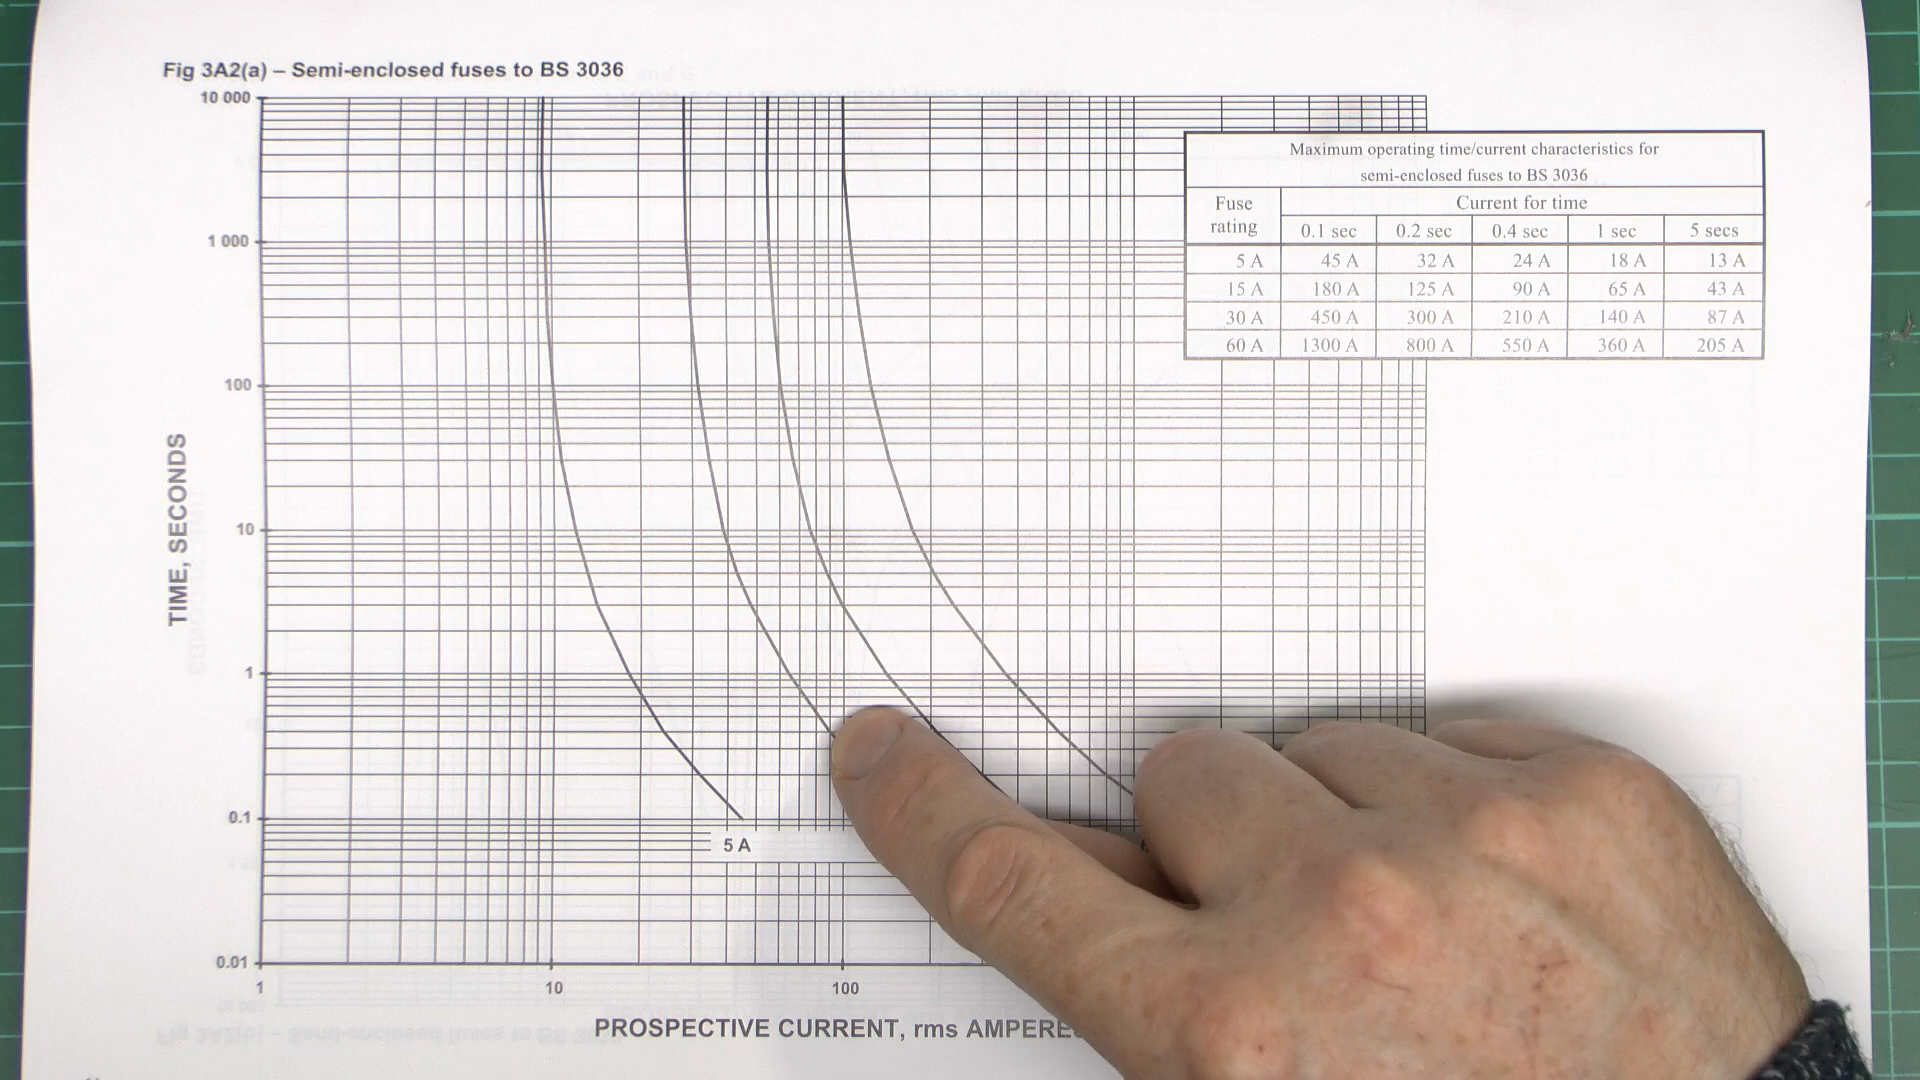 Fig 3A2(a) – Semi-enclosed fuses to BS 3036
10 000
1 000
100
10
1
0.1
0.01
TIME, SECONDS
1
10
100
PROSPECTIVE CURRENT, rms AMPERE
5 A
Maximum operating time/current characteristics for
semi-enclosed fuses to BS 3036
Fuse rating
Current for time
0.1 sec 0.2 sec 0.4 sec 1 sec 5 secs
5 A 45 A 32 A 24 A 18 A 13 A
15 A 180 A 125 A 90 A 65 A 43 A
30 A 450 A 300 A 210 A 140 A 87 A
60 A 1300 A 800 A 550 A 360 A 205 A